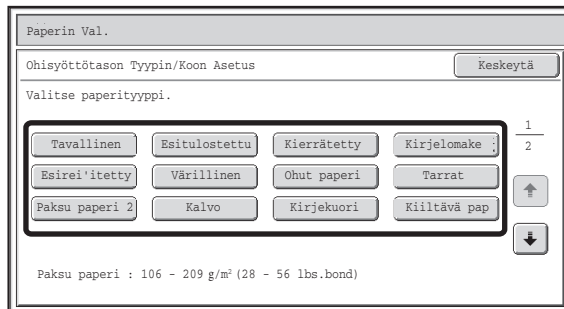 Paperin Val.
Ohisyöttötason Tyypin/Koon Asetus Keskeytä
Valitse paperityyppi.
1
Tavallinen Esitulostettu Kierrätetty Kirjelomake 2
Esirei'itetty Värillinen Ohut paperi Tarrat
Paksu paperi 2 Kalvo Kirjekuori Kiiltävä pap
Paksu paperi : 106 - 209 g/m² (28 - 56 lbs.bond)